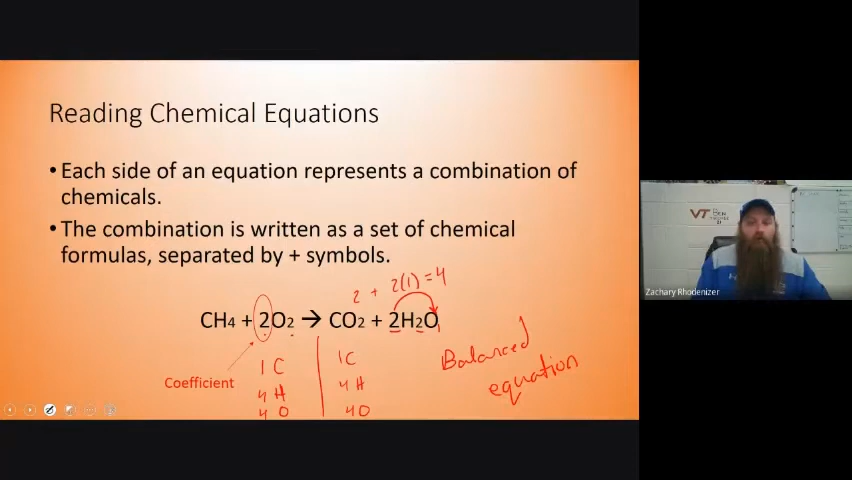 Reading Chemical Equations
• Each side of an equation represents a combination of
chemicals.
• The combination is written as a set of chemical
formulas, separated by + symbols.
2 + 2(1) = 4
CH4 + 2O2 → CO2 + 2H2O
1
Coefficient
1 C
4 H
4 O
1 C
4 H
4 O
Balanced
equation
VT
Zachary Rhodenizer